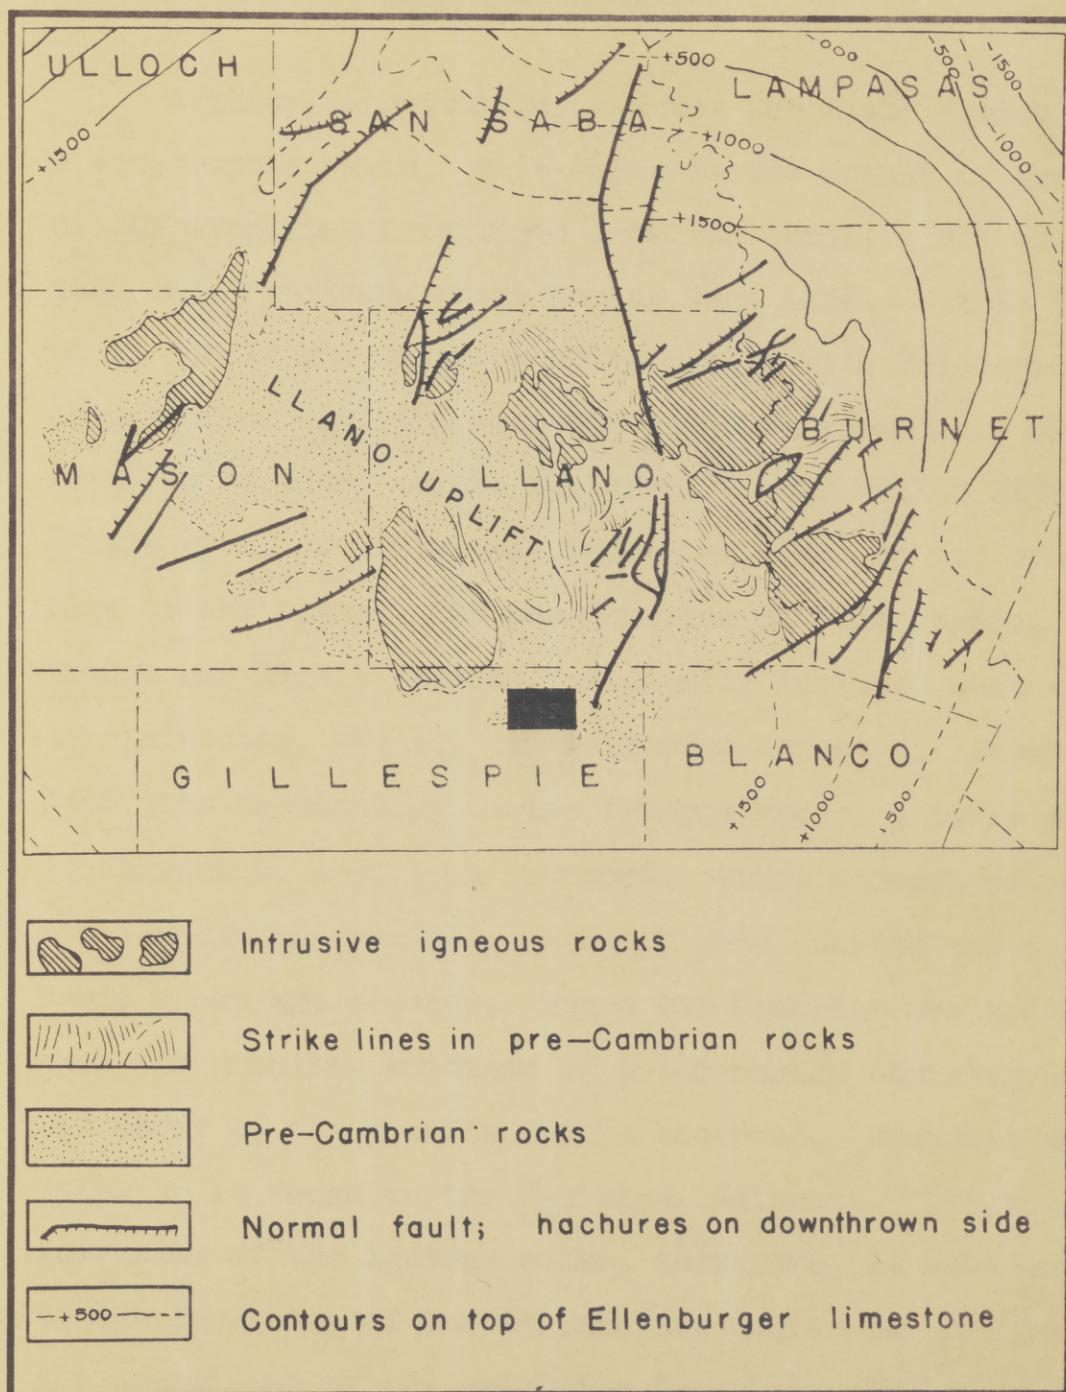 ULLOCH
SAN SABA
LAMPASAS
+500
000
500
-1500
-1000
+1500
+1000
+1500
MASON
LLANO UPLIFT
LLANO
BURNET
GILLESPIE
BLANCO
+1500
+1000
+500
Intrusive igneous rocks
Strike lines in pre-Cambrian rocks
Pre-Cambrian rocks
Normal fault; hachures on downthrown side
-+500
Contours on top of Ellenburger limestone